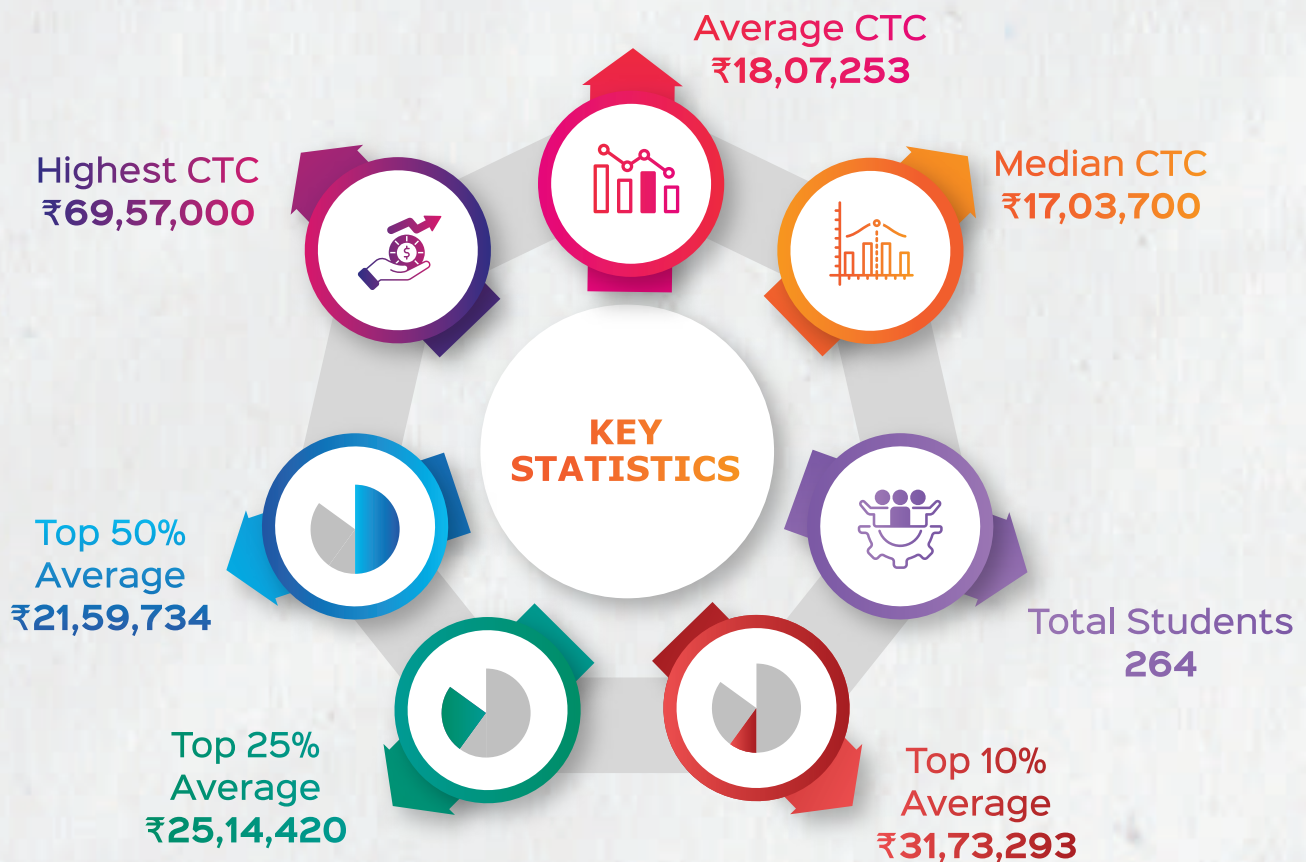 Average CTC
₹18,07,253
Highest CTC
₹69,57,000
Median CTC
₹17,03,700
KEY
STATISTICS
Top 50%
Average
₹21,59,734
Total Students
264
Top 25%
Average
₹25,14,420
Top 10%
Average
₹31,73,293
$